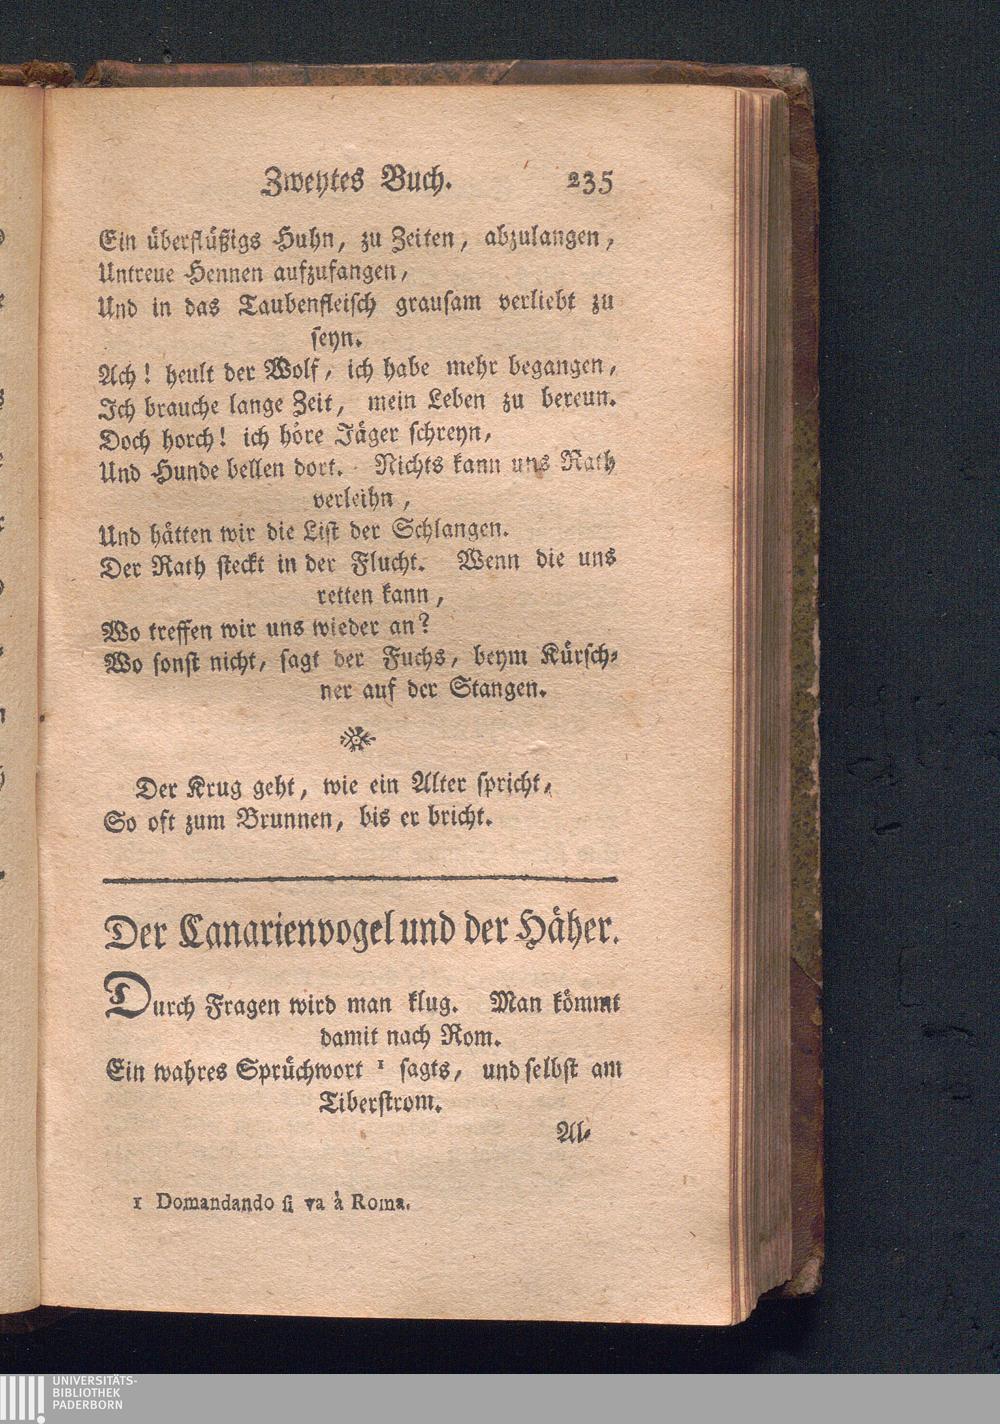 Zweytes Buch. 235
Ein überflüßigs Huhn, zu Zeiten, abzulangen,
Untreue Hennen aufzufangen,
Und in das Taubenfleisch grausam verliebt zu
seyn.
Ach! heult der Wolf, ich habe mehr begangen,
Ich brauche lange Zeit, mein Leben zu bereun.
Doch horch! ich höre Jäger schreyn,
Und Hunde bellen dort. Nichts kann uns Rath
verleihn,
Und hätten wir die List der Schlangen.
Der Rath steckt in der Flucht. Wenn die uns
retten kann,
Wo treffen wir uns wieder an?
Wo sonst nicht, sagt der Fuchs, beym Kürsch-
ner auf der Stangen.
Der Krug geht, wie ein Alter spricht,
So oft zum Brunnen, bis er bricht.
Der Canarienvogel und der Häher.
Durch Fragen wird man klug. Man kömmt
damit nach Rom.
Ein wahres Sprüchwort 1 sagts, und selbst am
Tiberstrom.
Al-
1 Domandando si va à Roma.
UNIVERSITÄTS-
BIBLIOTHEK
PADERBORN